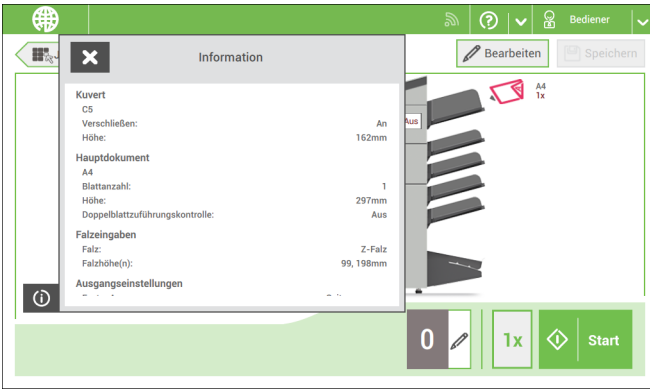 Bediener
Information
Bearbeiten
Speichern
Kuvert
C5
Verschließen: An
Höhe: 162mm
Hauptdokument
A4
Blattanzahl: 1
Höhe: 297mm
Doppelblattzuführungskontrolle: Aus
Falzeingaben
Falz: Z-Falz
Falzhöhe(n): 99, 198mm
Ausgangseinstellungen
Aus
A4
1x
0
1x
Start